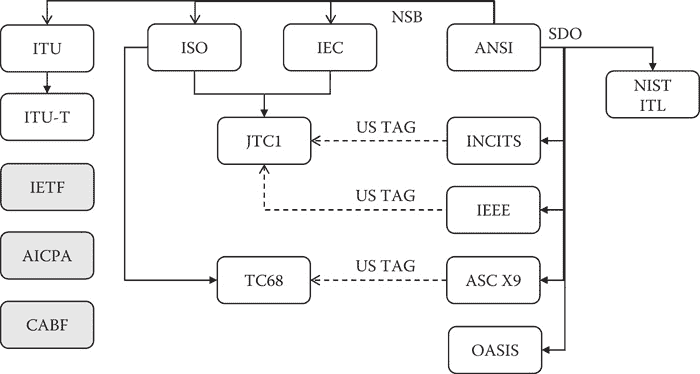 NSB
ITU
ISO
IEC
ANSI
SDO
NIST
ITL
ITU-T
JTC1
US TAG
INCITS
IETF
US TAG
IEEE
AICPA
TC68
US TAG
ASC X9
CABF
OASIS